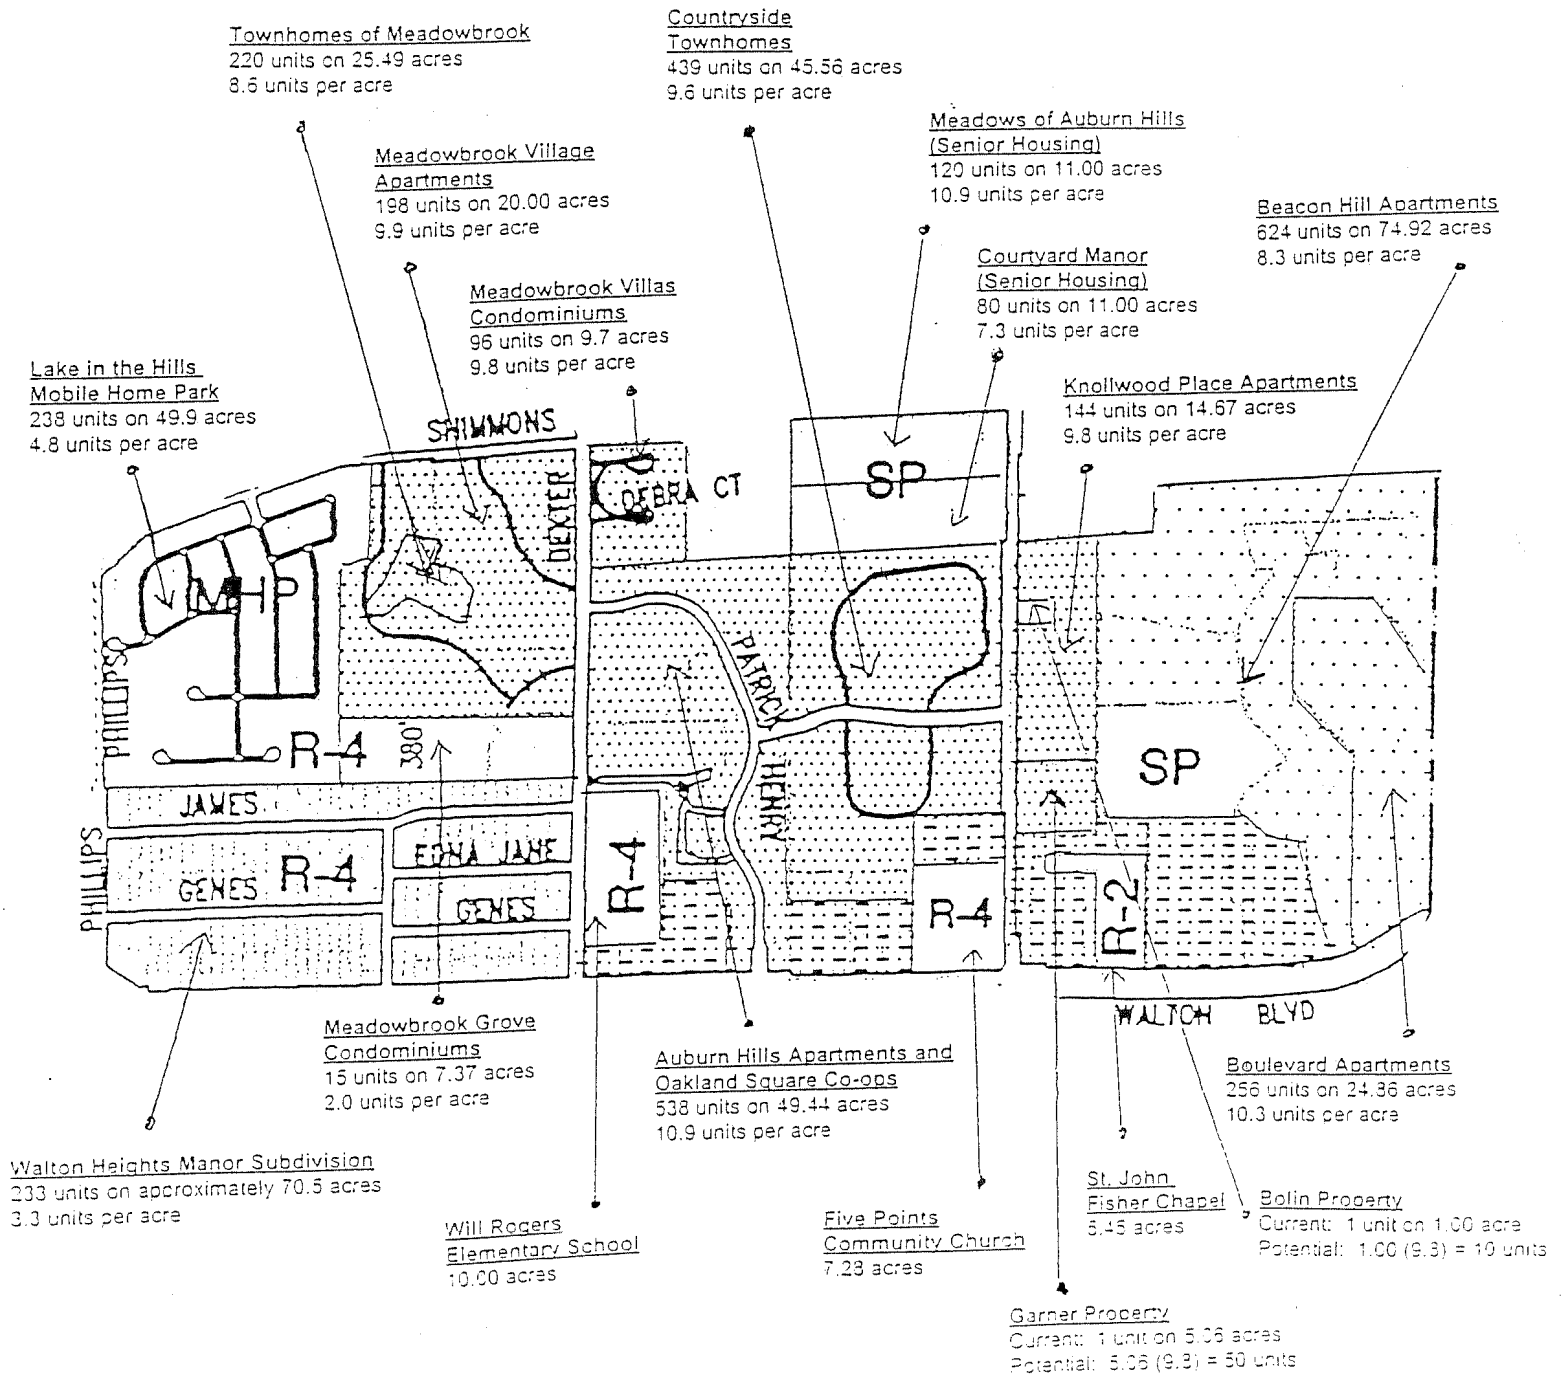 Townhomes of Meadowbrook
220 units on 25.49 acres
8.6 units per acre
Countryside
Townhomes
439 units on 45.56 acres
9.6 units per acre
Meadowbrook Village
Apartments
198 units on 20.00 acres
9.9 units per acre
Meadows of Auburn Hills
(Senior Housing)
120 units on 11.00 acres
10.9 units per acre
Beacon Hill Apartments
624 units on 74.92 acres
8.3 units per acre
Meadowbrook Villas
Condominiums
96 units on 9.7 acres
9.8 units per acre
Courtyard Manor
(Senior Housing)
80 units on 11.00 acres
7.3 units per acre
Lake in the Hills
Mobile Home Park
238 units on 49.9 acres
4.8 units per acre
Knollwood Place Apartments
144 units on 14.67 acres
9.8 units per acre
SHIMMONS
DEXTER
DEBRA CT
SP
MHP
PHILLIPS
PATRICK
HENRY
R-4
380'
SP
JAMES
PHILLIPS
EDNA JANE
GENES
R-4
GENES
R-4
R-4
R-2
WALTON BLVD
Meadowbrook Grove
Condominiums
15 units on 7.37 acres
2.0 units per acre
Auburn Hills Apartments and
Oakland Square Co-ops
538 units on 49.44 acres
10.9 units per acre
Boulevard Apartments
256 units on 24.86 acres
10.3 units per acre
Walton Heights Manor Subdivision
233 units on approximately 70.5 acres
3.3 units per acre
Will Rogers
Elementary School
10.00 acres
Five Points
Community Church
7.23 acres
St. John
Fisher Chapel
acres
Bolin Property
Current: 1 unit on 1.00 acre
Potential: 1.00 (9.8) = 10 units
Garner Property
Current: 1 unit on 5.06 acres
Potential: 5.06 (9.8) = 50 units